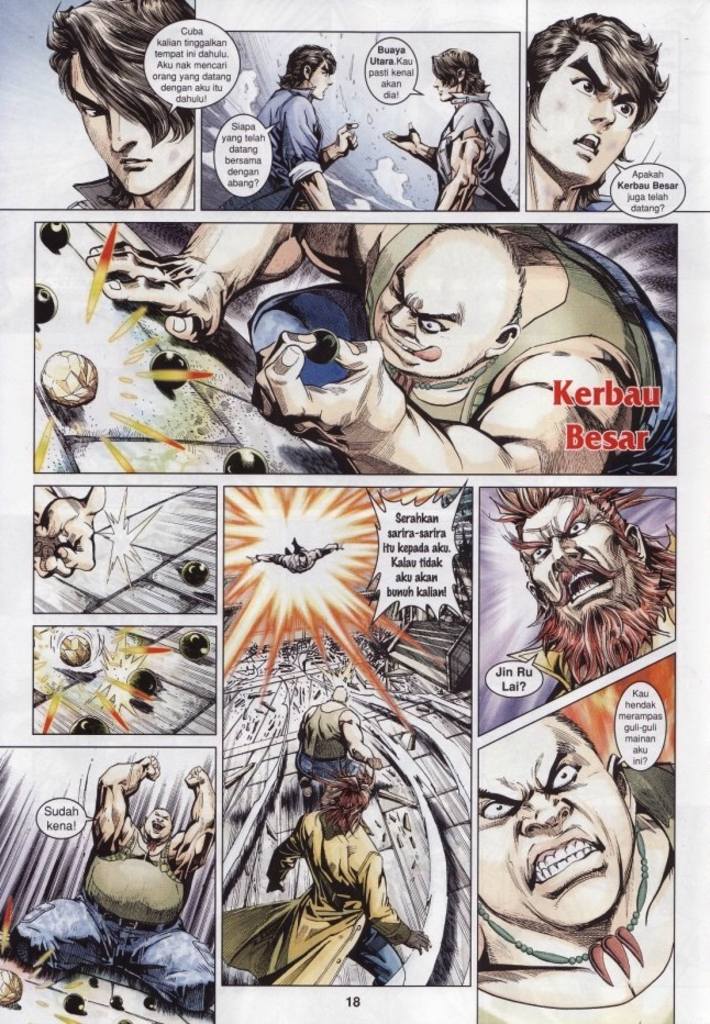 Cuba
kalian tinggalkan
tempat ini dahulu.
Aku nak mencari
orang yang datang
dengan aku itu
dahulu!
Siapa
yang telah
datang
bersama
dengan
abang?
Buaya
Utara.Kau
pasti kenal
akan
dia!
Apakah
Kerbau Besar
juga telah
datang?
Kerbau
Besar
Serahkan
sarira-sarira
itu kepada aku.
Kalau tidak
aku akan
bunuh kalian!
Jin Ru
Lai?
Kau
hendak
merampas
guli-guli
mainan
aku
ini?
Sudah
kena!
18